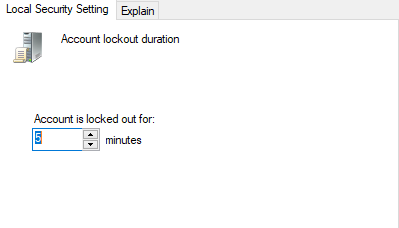 Local Security Setting Explain
Account lockout duration
Account is locked out for:
5 minutes